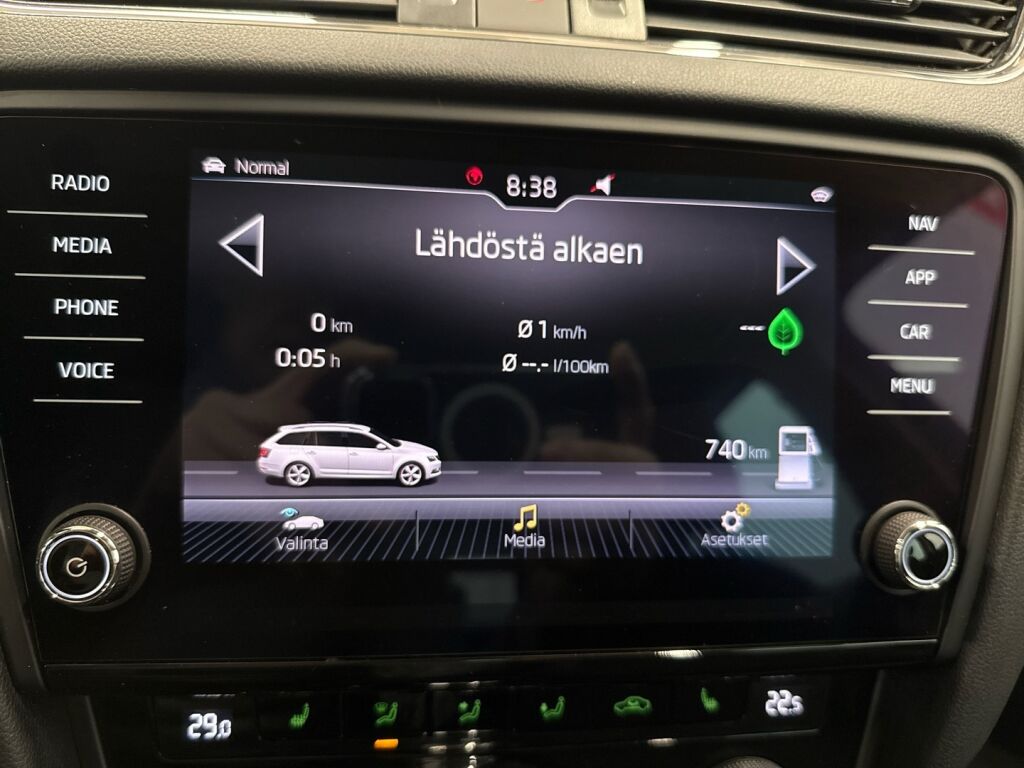 RADIO
MEDIA
PHONE
VOICE
Normal
8:38
Lähdöstä alkaen
0 km
0:05 h
Ø 1 km/h
Ø --.- l/100km
740 km
Valinta
Media
Asetukset
NAV
APP
CAR
MENU
29.0
22.5